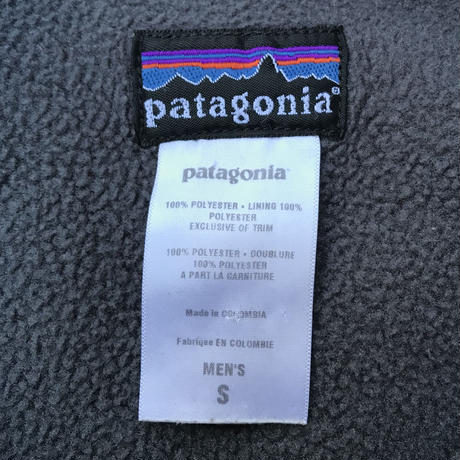 patagonia®
patagonia®
100% POLYESTER • LINING 100%
POLYESTER
EXCLUSIVE OF TRIM
100% POLYESTER • DOUBLURE
100% POLYESTER
A PART LA GARNITURE
Made in COLOMBIA
Fabrique EN COLOMBIE
MEN'S
S